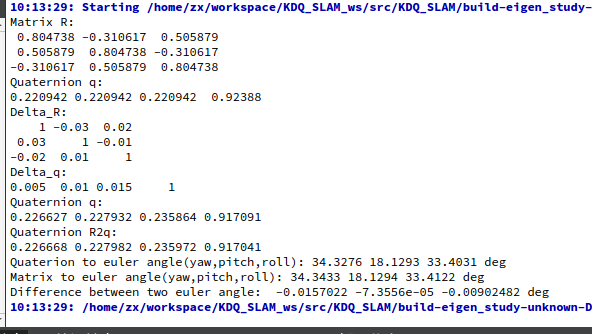 10:13:29: Starting /home/zx/workspace/KDQ_SLAM_ws/src/KDQ_SLAM/build-eigen_study-
Matrix R:
0.804738 -0.310617 0.505879
0.505879 0.804738 -0.310617
-0.310617 0.505879 0.804738
Quaternion q:
0.220942 0.220942 0.220942 0.92388
Delta_R:
1 -0.03 0.02
0.03 1 -0.01
-0.02 0.01 1
Delta_q:
0.005 0.01 0.015 1
Quaternion q:
0.226627 0.227932 0.235864 0.917091
Quaternion R2q:
0.226668 0.227982 0.235972 0.917041
Quaterion to euler angle(yaw,pitch,roll): 34.3276 18.1293 33.4031 deg
Matrix to euler angle(yaw,pitch,roll): 34.3433 18.1294 33.4122 deg
Difference between two euler angle: -0.0157022 -7.3556e-05 -0.00902482 deg
10:13:29: /home/zx/workspace/KDQ_SLAM_ws/src/KDQ_SLAM/build-eigen_study-unknown-D